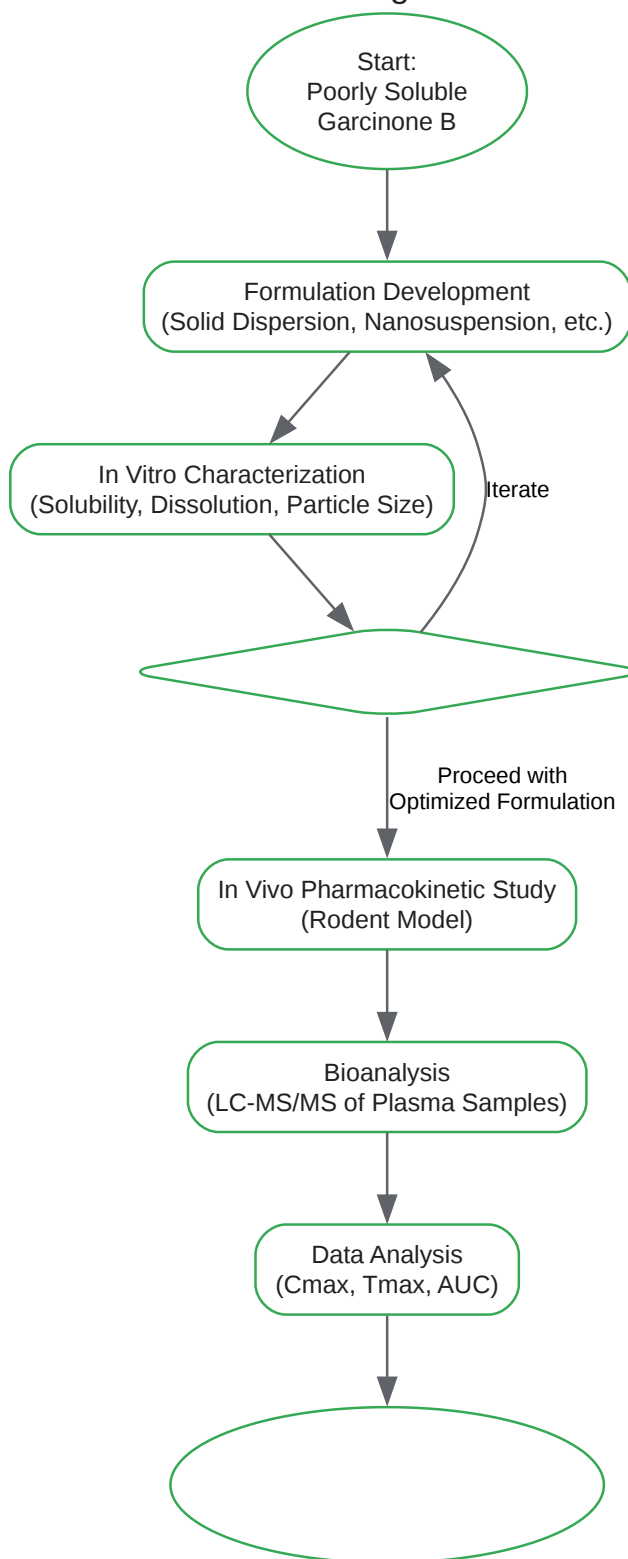 Start:
Poorly Soluble
Garcinone B
Formulation Development
(Solid Dispersion, Nanosuspension, etc.)
In Vitro Characterization
(Solubility, Dissolution, Particle Size)
Iterate
Proceed with
Optimized Formulation
In Vivo Pharmacokinetic Study
(Rodent Model)
Bioanalysis
(LC-MS/MS of Plasma Samples)
Data Analysis
(Cmax, Tmax, AUC)